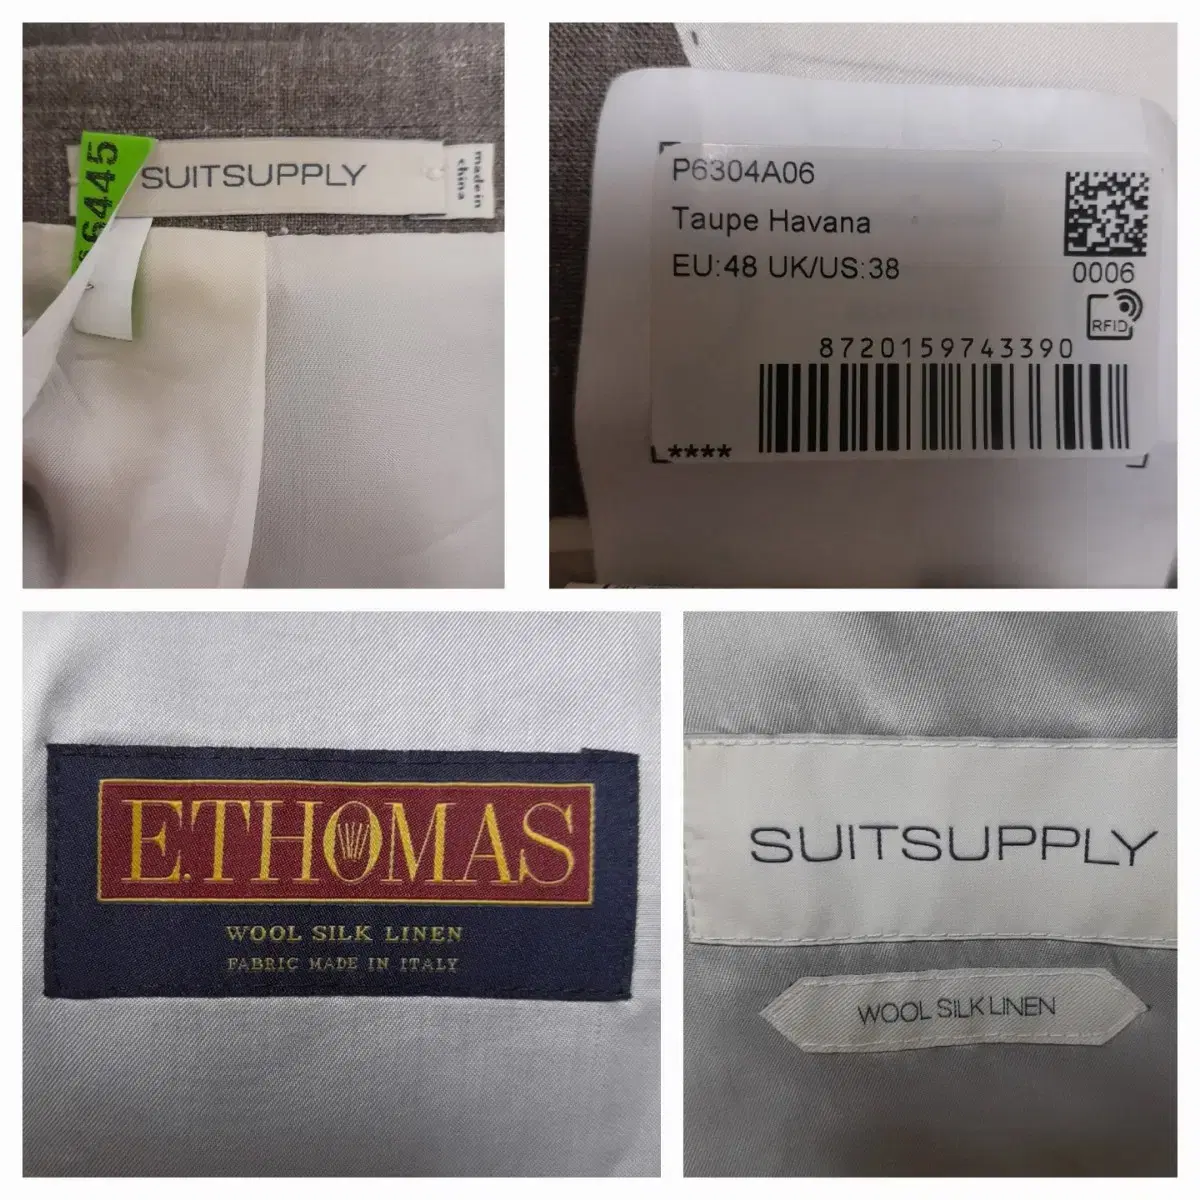 6445
SUITSUPPLY
made in
china
P6304A06
Taupe Havana
EU:48 UK/US:38
0006
RFID
8720159743390
****
E.THOMAS
WOOL SILK LINEN
FABRIC MADE IN ITALY
SUITSUPPLY
WOOL SILK LINEN